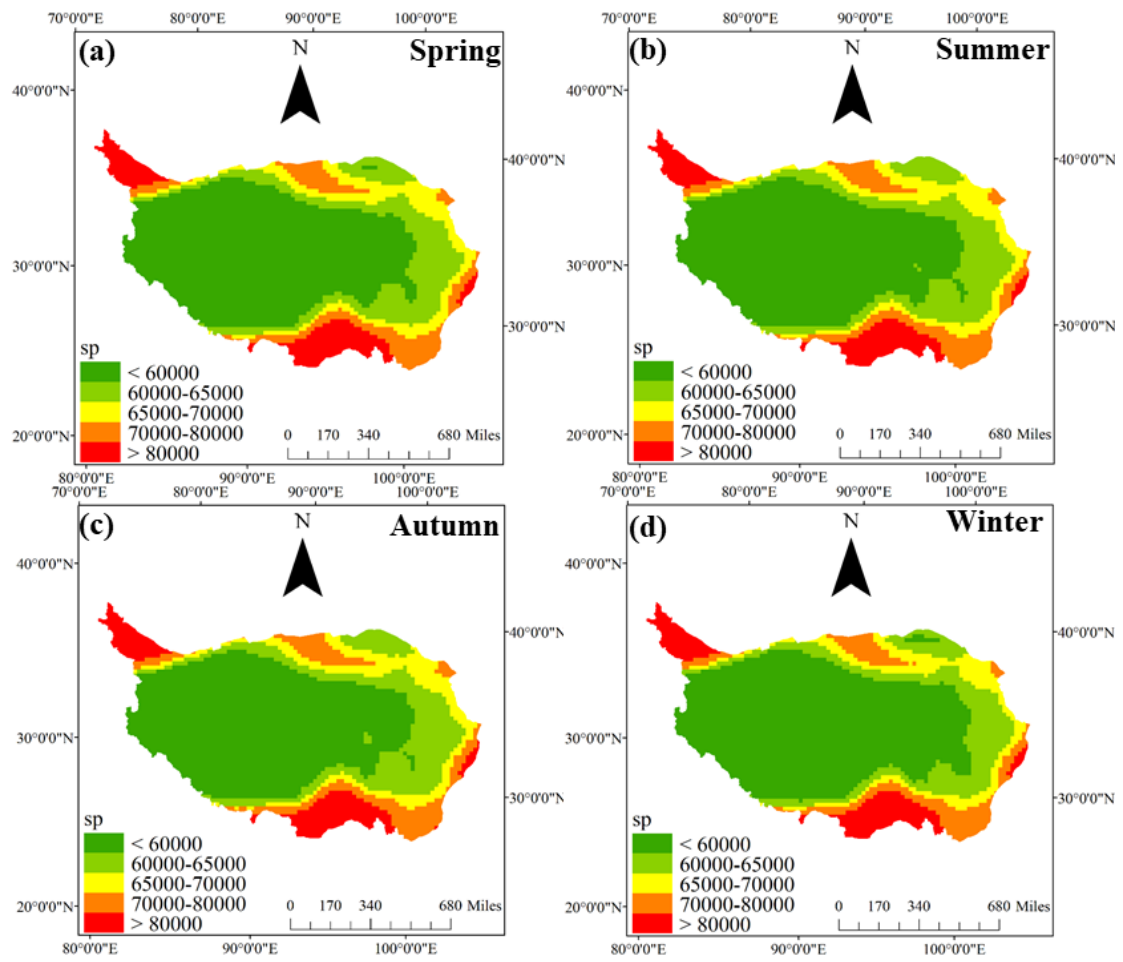 70°0'0"E 80°0'0"E 90°0'0"E 100°0'0"E
(a) Spring
N
40°0'0"N
40°0'0"N
30°0'0"N
30°0'0"N
20°0'0"N
sp
< 60000
60000-65000
65000-70000
70000-80000
> 80000
0 170 340 680 Miles
80°0'0"E 90°0'0"E 100°0'0"E
70°0'0"E 80°0'0"E 90°0'0"E 100°0'0"E
(b) Summer
N
40°0'0"N
40°0'0"N
30°0'0"N
30°0'0"N
20°0'0"N
sp
< 60000
60000-65000
65000-70000
70000-80000
> 80000
0 170 340 680 Miles
80°0'0"E 90°0'0"E 100°0'0"E
70°0'0"E 80°0'0"E 90°0'0"E 100°0'0"E
(c) Autumn
N
40°0'0"N
40°0'0"N
30°0'0"N
30°0'0"N
20°0'0"N
sp
< 60000
60000-65000
65000-70000
70000-80000
> 80000
0 170 340 680 Miles
80°0'0"E 90°0'0"E 100°0'0"E
70°0'0"E 80°0'0"E 90°0'0"E 100°0'0"E
(d) Winter
N
40°0'0"N
40°0'0"N
30°0'0"N
30°0'0"N
20°0'0"N
sp
< 60000
60000-65000
65000-70000
70000-80000
> 80000
0 170 340 680 Miles
80°0'0"E 90°0'0"E 100°0'0"E